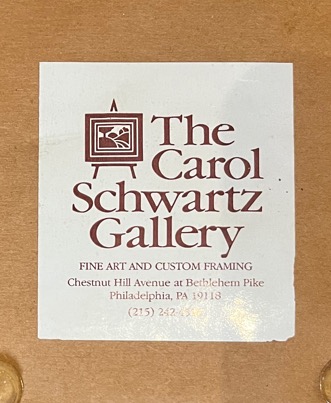 The
Carol
Schwartz
Gallery
FINE ART AND CUSTOM FRAMING
Chestnut Hill Avenue at Bethlehem Pike
Philadelphia, PA 19118
(215) 242-